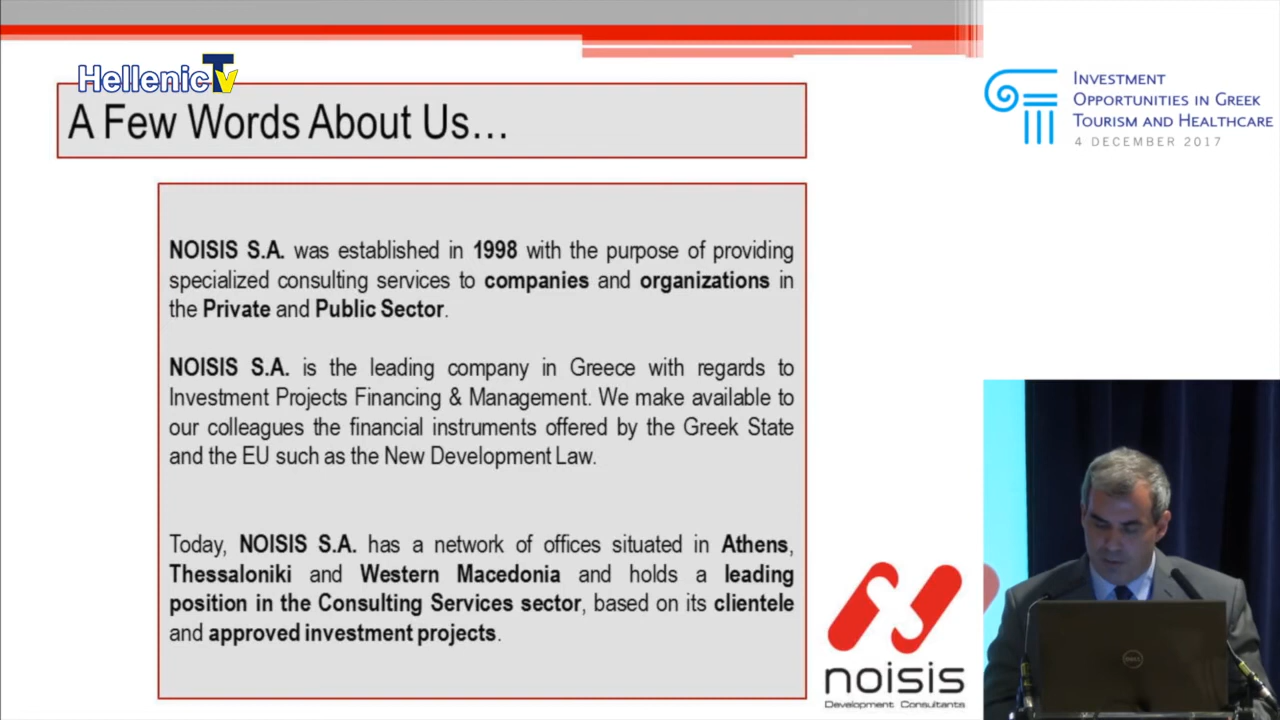 HellenicTv
A Few Words About Us...
INVESTMENT
OPPORTUNITIES IN GREEK
TOURISM AND HEALTHCARE
4 DECEMBER 2017
NOISIS S.A. was established in 1998 with the purpose of providing
specialized consulting services to companies and organizations in
the Private and Public Sector.
NOISIS S.A. is the leading company in Greece with regards to
Investment Projects Financing & Management. We make available to
our colleagues the financial instruments offered by the Greek State
and the EU such as the New Development Law.
Today, NOISIS S.A. has a network of offices situated in Athens,
Thessaloniki and Western Macedonia and holds a leading
position in the Consulting Services sector, based on its clientele
and approved investment projects.
noisis
Development Consultants
DELL